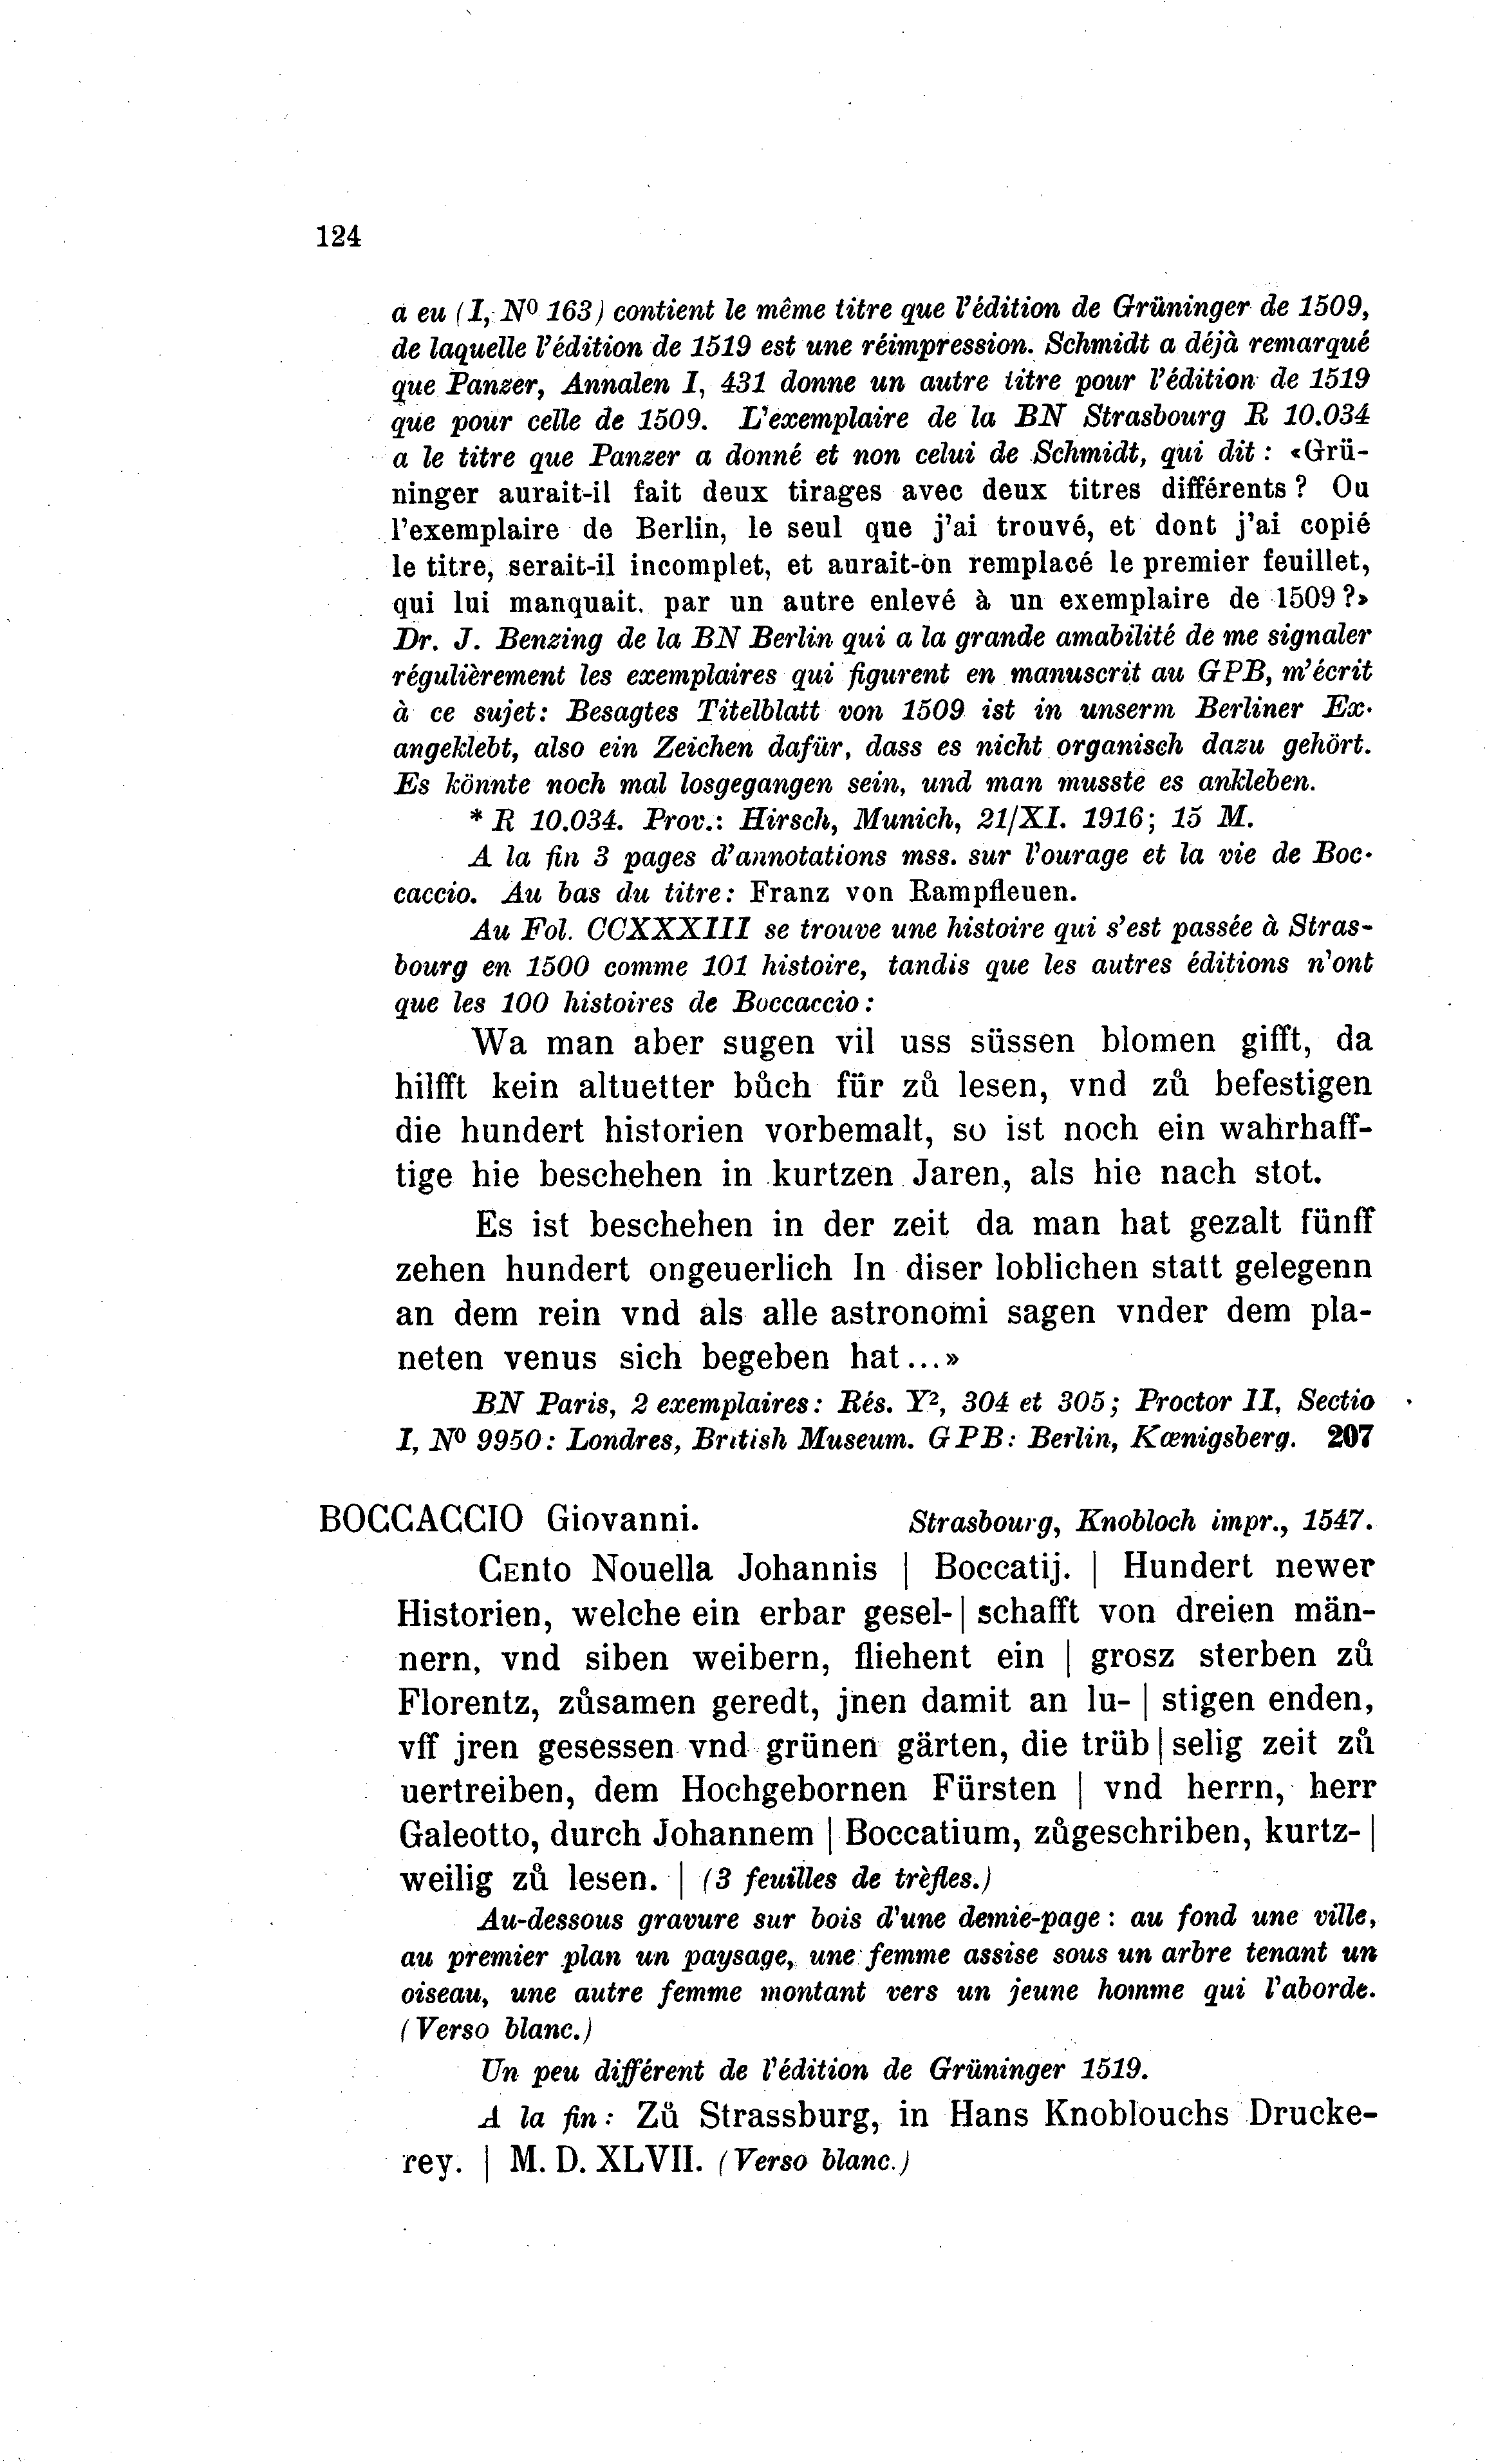 124
a eu (I, Nº 163) contient le même titre que l'édition de Grüninger de 1509,
de laquelle l'édition de 1519 est une réimpression. Schmidt a déjà remarqué
que Panzer, Annalen I, 431 donne un autre titre pour l'édition de 1519
que pour celle de 1509. L'exemplaire de la BN Strasbourg R 10.034
a le titre que Panzer a donné et non celui de Schmidt, qui dit : «Grü-
ninger aurait-il fait deux tirages avec deux titres différents? Ou
l'exemplaire de Berlin, le seul que j'ai trouvé, et dont j'ai copié
le titre, serait-il incomplet, et aurait-on remplacé le premier feuillet,
qui lui manquait. par un autre enlevé à un exemplaire de 1509?»
Dr. J. Benzing de la BN Berlin qui a la grande amabilité de me signaler
régulièrement les exemplaires qui figurent en manuscrit au GPB, m'écrit
à ce sujet: Besagtes Titelblatt von 1509 ist in unserm Berliner Ex.
angeklebt, also ein Zeichen dafür, dass es nicht organisch dazu gehört.
Es könnte noch mal losgegangen sein, und man musste es ankleben.
* R 10.034. Prov.: Hirsch, Munich, 21/XI. 1916; 15 M.
A la fin 3 pages d'annotations mss. sur l'ourage et la vie de Boc-
caccio. Au bas du titre: Franz von Rampfleuen.
Au Fol. CCXXXIII se trouve une histoire qui s'est passée à Stras-
bourg en 1500 comme 101 histoire, tandis que les autres éditions n'ont
que les 100 histoires de Boccaccio:
Wa man aber sugen vil uss süssen blomen gifft, da
hilfft kein altuetter bůch für zů lesen, vnd zů befestigen
die hundert historien vorbemalt, so ist noch ein wahrhaff-
tige hie beschehen in kurtzen Jaren, als hie nach stot.
Es ist beschehen in der zeit da man hat gezalt fünff
zehen hundert ongeuerlich In diser loblichen statt gelegenn
an dem rein vnd als alle astronomi sagen vnder dem pla-
neten venus sich begeben hat...»
BN Paris, 2 exemplaires: Rés. Y², 304 et 305; Proctor II, Sectio
I, Nº 9950: Londres, British Museum. GPB: Berlin, Kœnigsberg. 207
BOCCACCIO Giovanni. Strasbourg, Knobloch impr., 1547.
CEnto Nouella Johannis | Boccatij. | Hundert newer
Historien, welche ein erbar gesel-| schafft von dreien män-
nern, vnd siben weibern, fliehent ein | grosz sterben zů
Florentz, zůsamen geredt, jnen damit an lu- | stigen enden,
vff jren gesessen vnd grünen gärten, die trüb | selig zeit zů
uertreiben, dem Hochgebornen Fürsten | vnd herrn, herr
Galeotto, durch Johannem | Boccatium, zůgeschriben, kurtz- |
weilig zů lesen. | (3 feuilles de trèfles.)
Au-dessous gravure sur bois d'une demie-page : au fond une ville,
au premier plan un paysage, une femme assise sous un arbre tenant un
oiseau, une autre femme montant vers un jeune homme qui l'aborde.
(Verso blanc.)
Un peu différent de l'édition de Grüninger 1519.
A la fin: Zů Strassburg, in Hans Knoblouchs Drucke-
rey. | M. D. XLVII. (Verso blanc.)